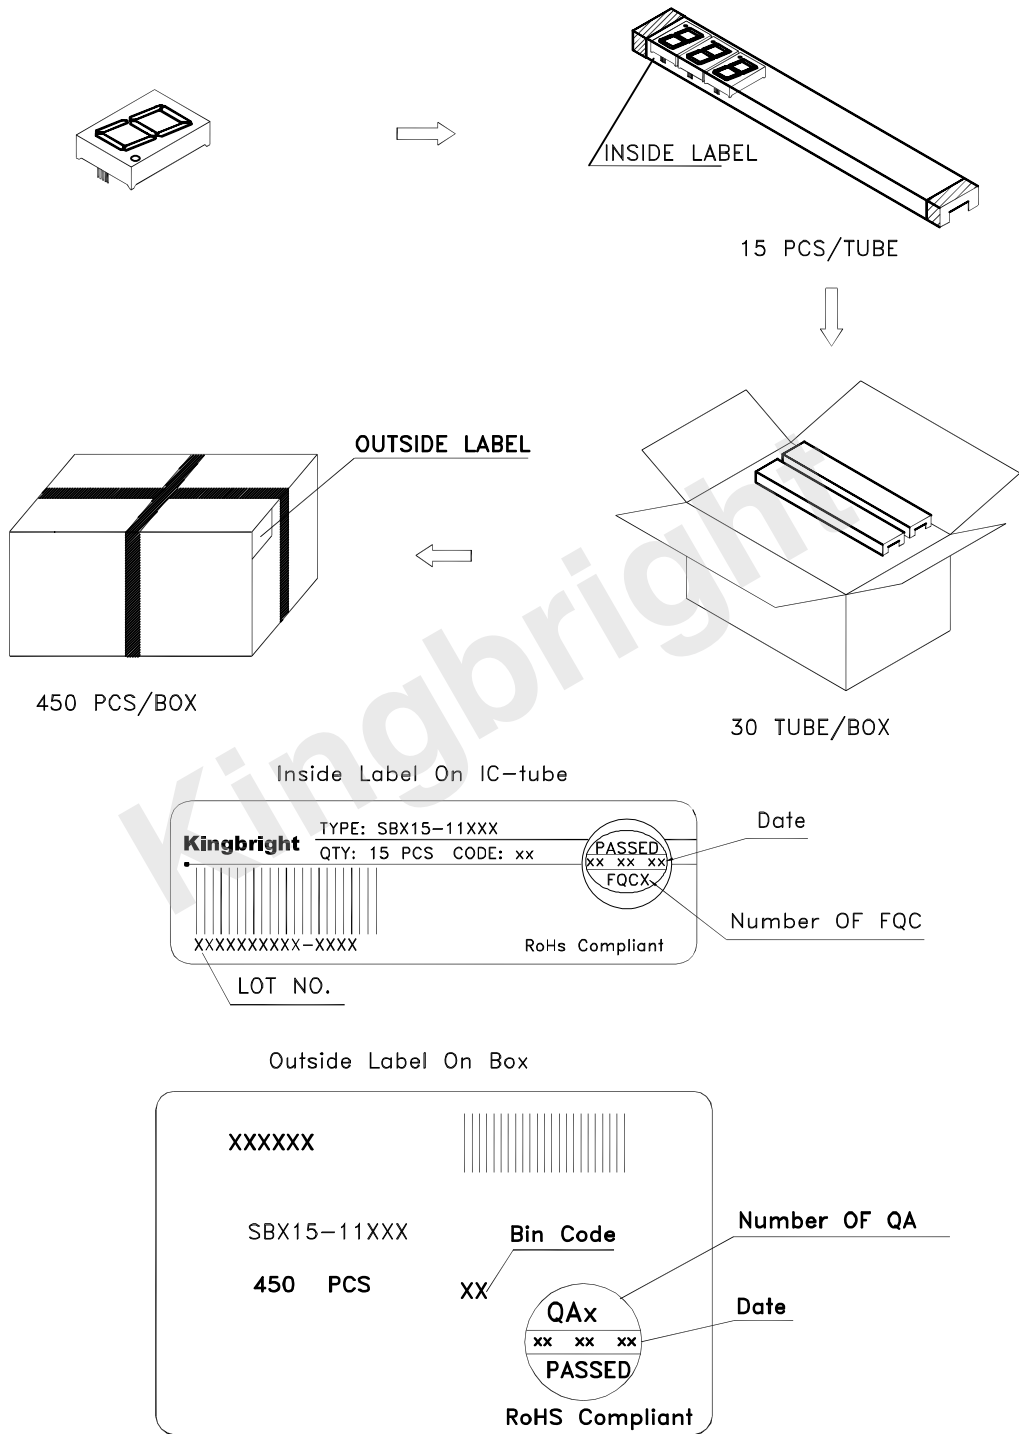 INSIDE LABEL
15 PCS/TUBE
OUTSIDE LABEL
450 PCS/BOX
30 TUBE/BOX
Kingbright
Inside Label On IC-tube
Kingbright
TYPE: SBX15-11XXX
QTY: 15 PCS CODE: xx
PASSED
xx xx xx
FQCX
Date
Number OF FQC
XXXXXXXXXX-XXXX
RoHs Compliant
LOT NO.
Outside Label On Box
XXXXXX
SBX15-11XXX
450 PCS
Bin Code
XX
Number OF QA
QAx
xx xx xx
PASSED
Date
RoHS Compliant